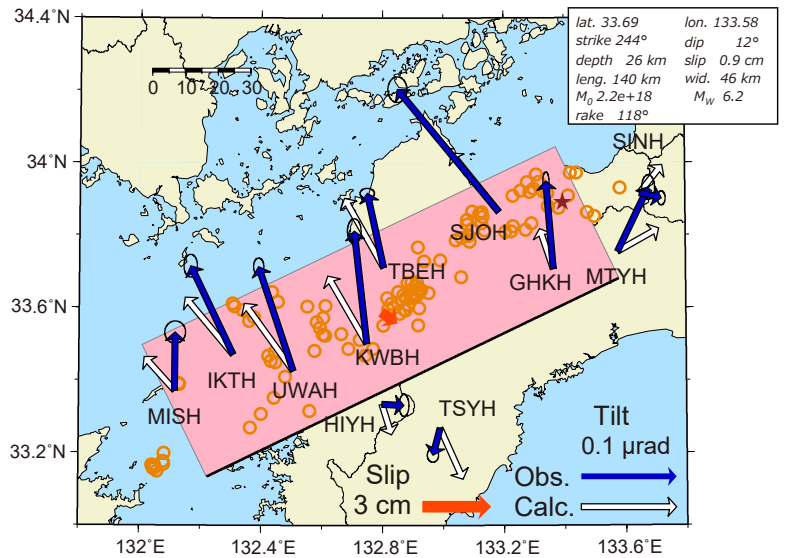 34.4°N
34°N
33.6°N
33.2°N
132°E
132.4°E
132.8°E
133.2°E
133.6°E
0 10 20 30
lat. 33.69 lon. 133.58
strike 244° dip 12°
depth 26 km slip 0.9 cm
leng. 140 km wid. 46 km
M₀ 2.2e+18 Mw 6.2
rake 118°
SINH
SJOH
TBEH
GHKH
MTYH
KWBH
IKTH
UWAH
MISH
HIYH
TSYH
Tilt
0.1 μrad
Slip
3 cm
Obs.
Calc.